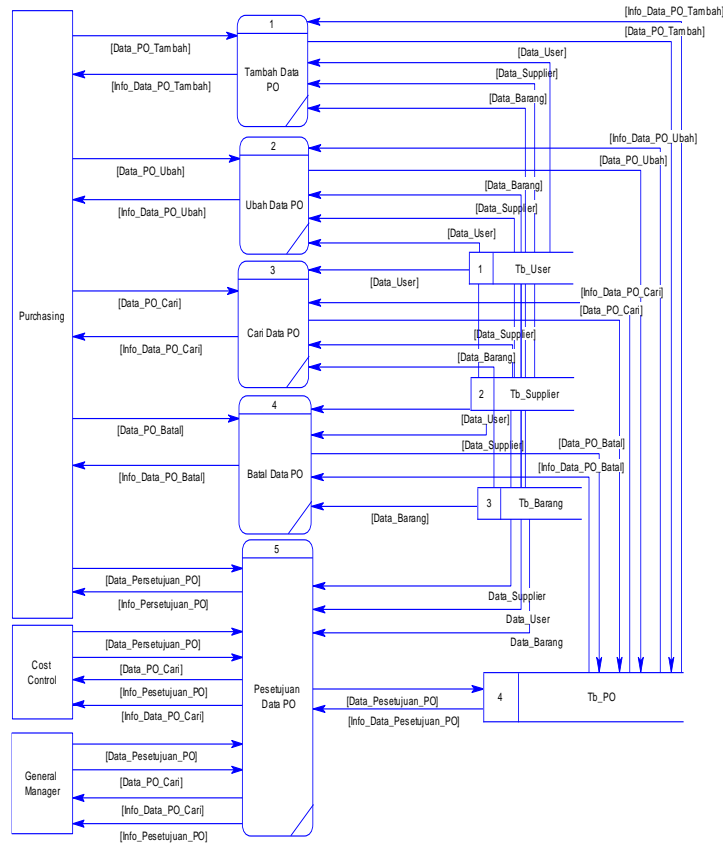 [Info_Data_PO_Tambah]
1
[Data_PO_Tambah]
[Data_PO_Tambah]
[Data_User]
Tambah Data
PO
[Data_Supplier]
[Info_Data_PO_Tambah]
[Data_Barang]
[Info_Data_PO_Ubah]
2
[Data_PO_Ubah]
[Data_Barang]
[Data_PO_Ubah]
Ubah Data PO
[Info_Data_PO_Ubah]
[Data_Supplier]
[Data_User]
3
1
Tb_User
[Data_User]
[Info_Data_PO_Cari]
[Data_PO_Cari]
[Data_PO_Cari]
Purchasing
Cari Data PO
[Data_Supplier]
[Info_Data_PO_Cari]
[Data_Barang]
2
Tb_Supplier
4
[Data_User]
[Data_PO_Batal]
[Data_Supplier]
[Data_PO_Batal]
[Info_Data_PO_Batal]
Batal Data PO
[Info_Data_PO_Batal]
3
Tb_Barang
[Data_Barang]
5
[Data_Persetujuan_PO]
Data_Supplier
[Info_Persetujuan_PO]
Data_User
Data_Barang
[Data_Persetujuan_PO]
Cost
Control
[Data_PO_Cari]
[Info_Pesetujuan_PO]
[Info_Data_PO_Cari]
Pesetujuan
Data PO
4
Tb_PO
[Data_Pesetujuan_PO]
[Info_Data_Pesetujuan_PO]
[Data_Pesetujuan_PO]
General
Manager
[Data_PO_Cari]
[Info_Data_PO_Cari]
[Info_Pesetujuan_PO]